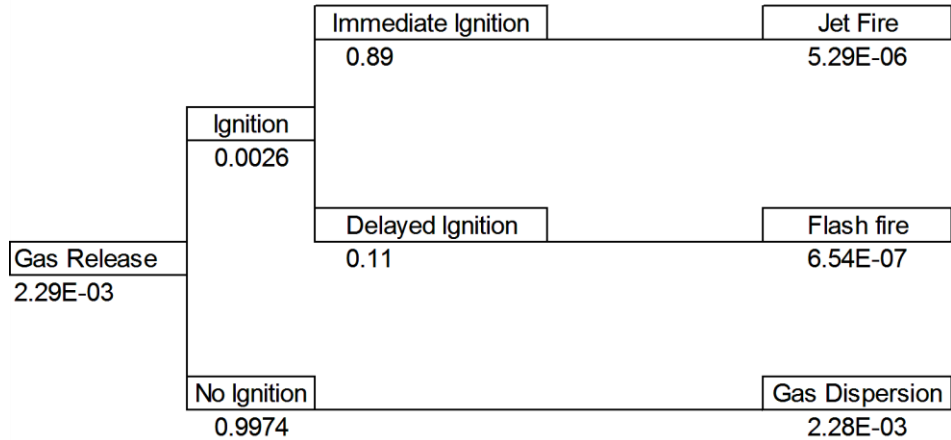 Immediate Ignition
0.89
Jet Fire
5.29E-06
Ignition
0.0026
Delayed Ignition
0.11
Flash fire
6.54E-07
Gas Release
2.29E-03
No Ignition
0.9974
Gas Dispersion
2.28E-03